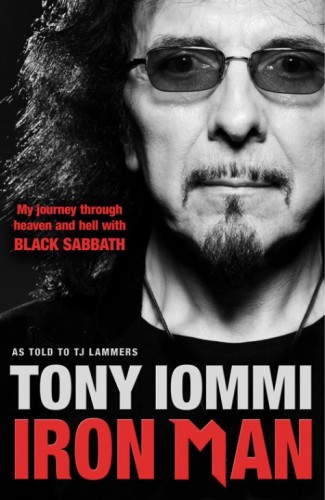 My journey through
heaven and hell with
BLACK SABBATH
AS TOLD TO TJ LAMMERS
TONY IOMMI
IRON MAN